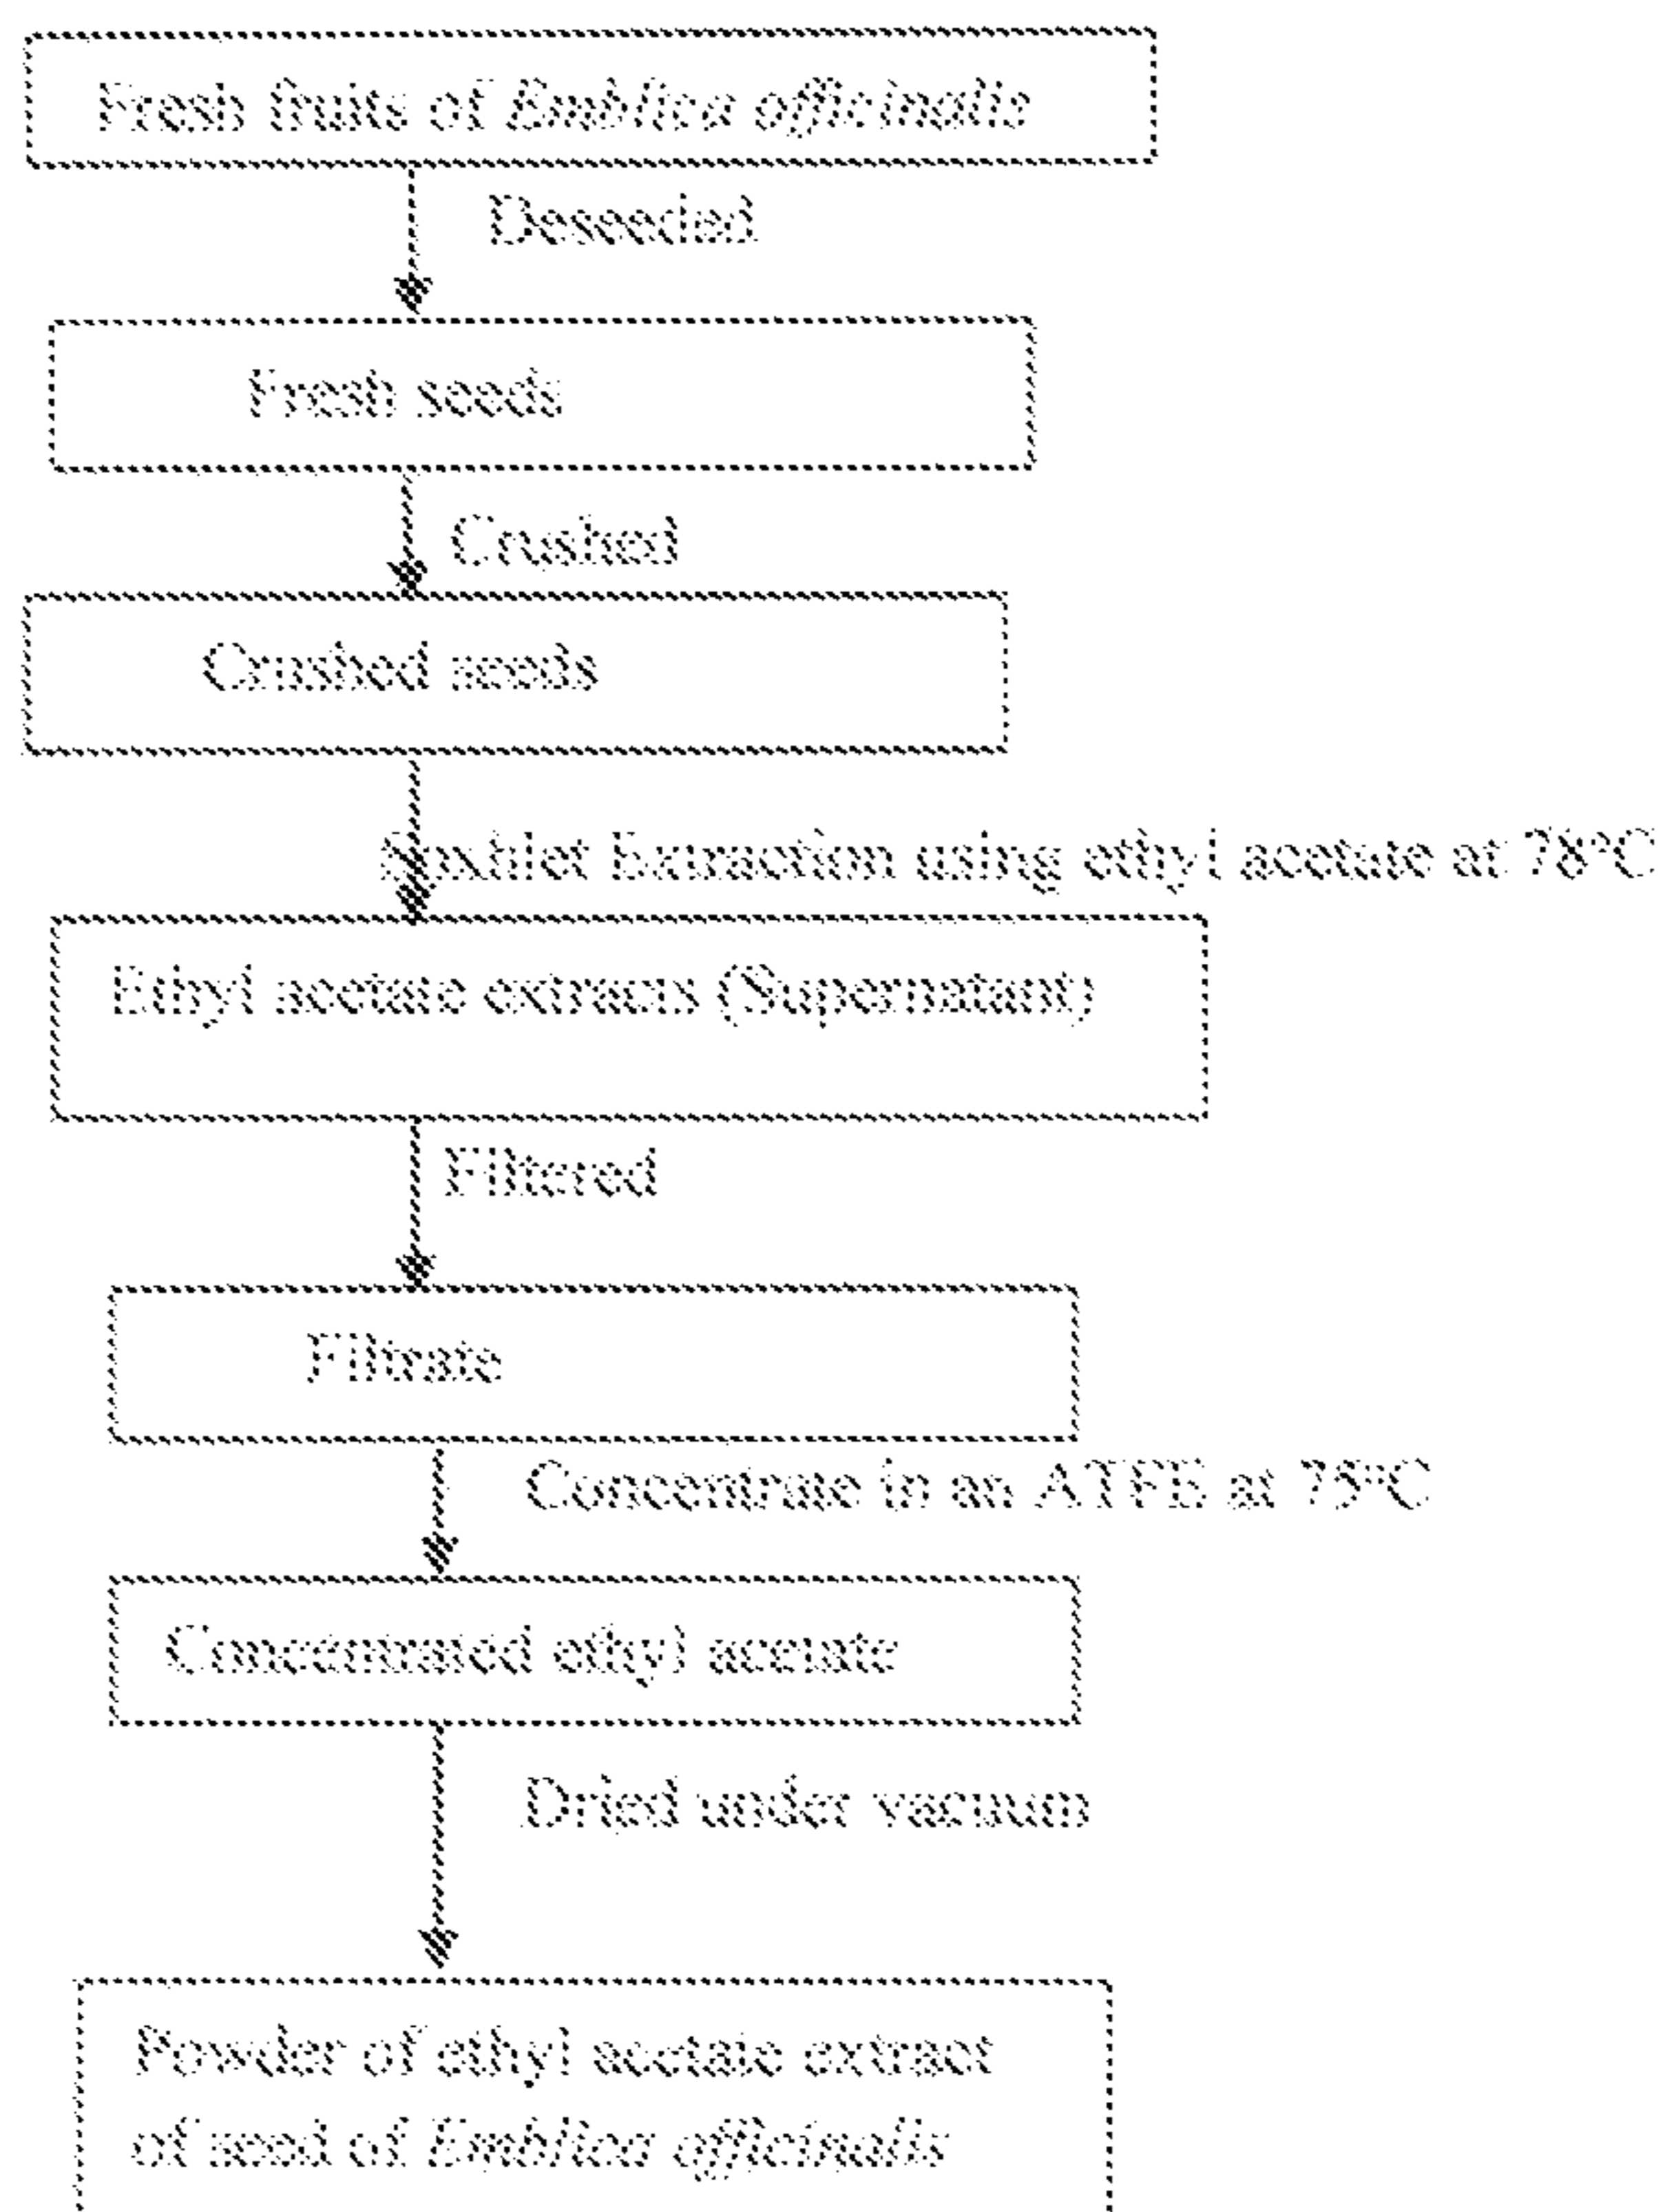 Fresh fruits of Emblica officinalis
Deseeded
Fresh seeds
Crushed
Crushed seeds
Soxhlet Extraction using ethyl acetate at 78°C
Ethyl acetate extracts (Supernatant)
Filtered
Filtrate
Concentrate in an ATFE at 75°C
Concentrated ethyl acetate
Dried under vacuum
Powder of ethyl acetate extract
of seed of Emblica officinalis